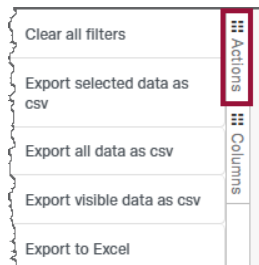 Clear all filters
Export selected data as
csv
Export all data as csv
Export visible data as csv
Export to Excel
Actions
Columns